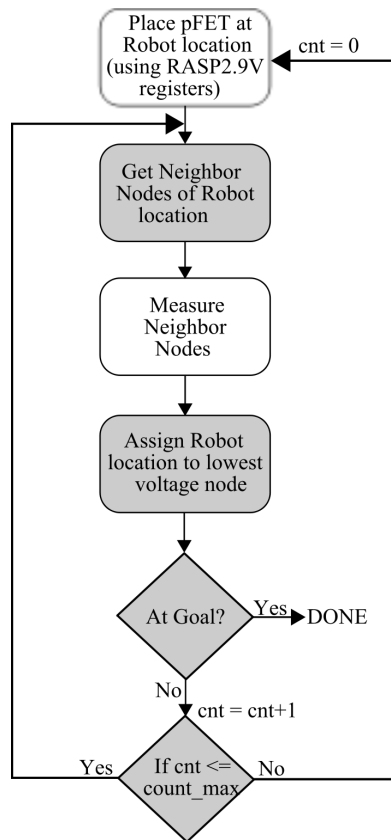 Place pFET at
Robot location
(using RASP2.9V
registers)
cnt = 0
Get Neighbor
Nodes of Robot
location
Measure
Neighbor
Nodes
Assign Robot
location to lowest
voltage node
At Goal?
Yes
DONE
No
cnt = cnt+1
Yes
If cnt <=
count_max
No